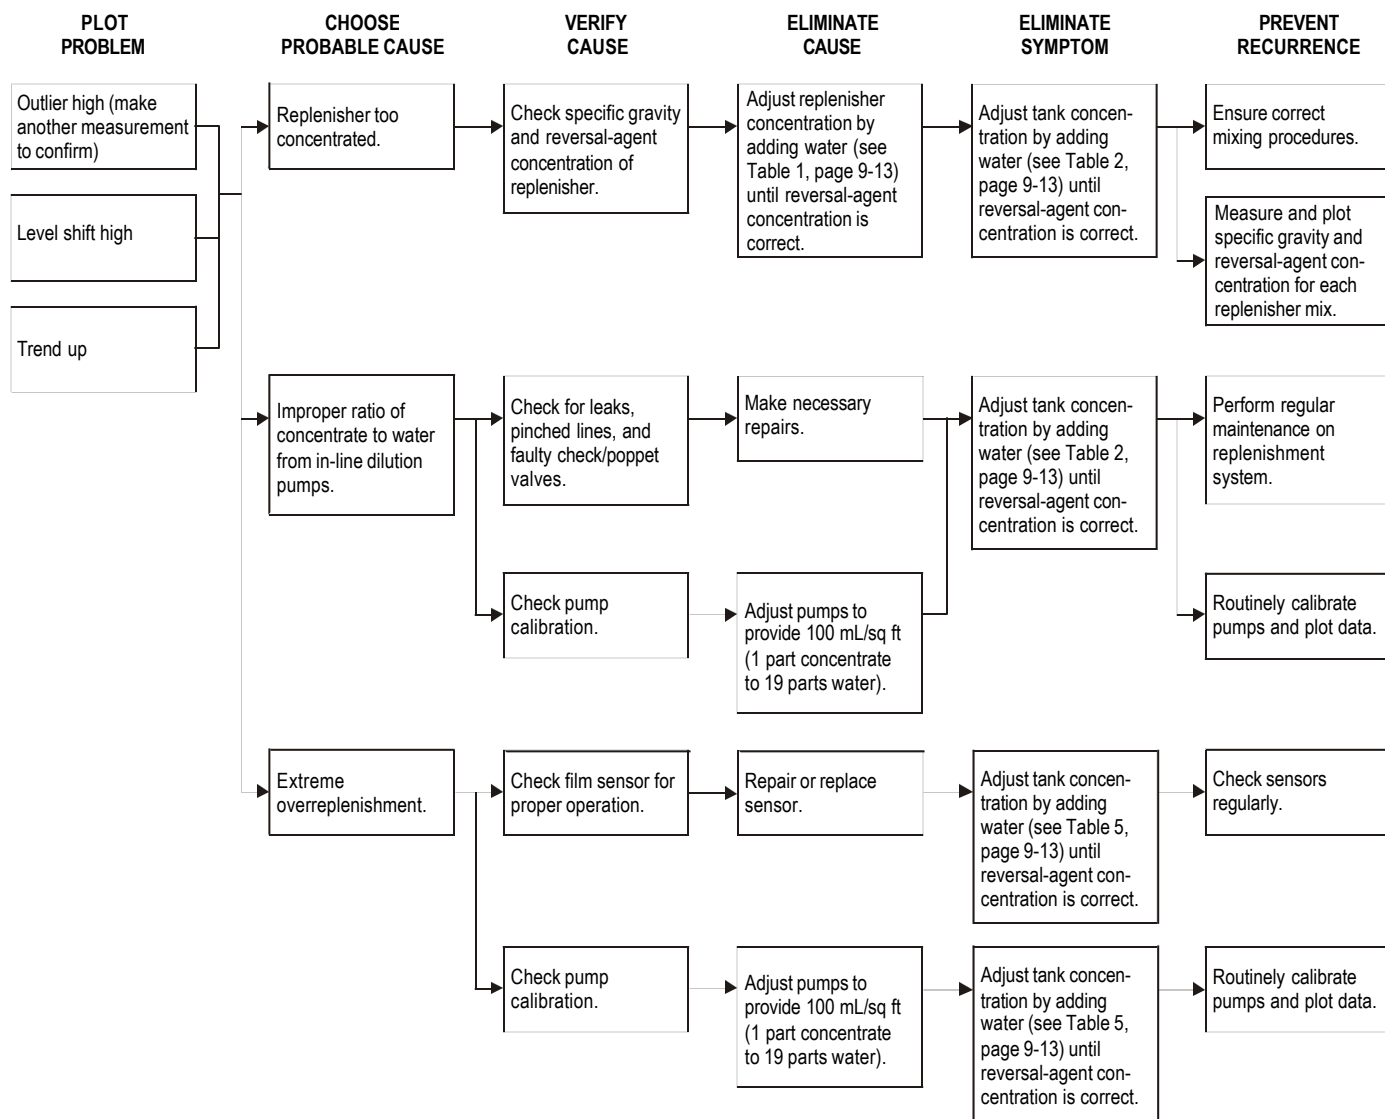 PLOT
PROBLEM
CHOOSE
PROBABLE CAUSE
VERIFY
CAUSE
ELIMINATE
CAUSE
ELIMINATE
SYMPTOM
PREVENT
RECURRENCE
Outlier high (make
another measurement
to confirm)
Level shift high
Trend up
Replenisher too
concentrated.
Check specific gravity
and reversal-agent
concentration of
replenisher.
Adjust replenisher
concentration by
adding water (see
Table 1, page 9-13)
until reversal-agent
concentration is
correct.
Adjust tank concen-
tration by adding
water (see Table 2,
page 9-13) until
reversal-agent con-
centration is correct.
Ensure correct
mixing procedures.
Measure and plot
specific gravity and
reversal-agent con-
centration for each
replenisher mix.
Improper ratio of
concentrate to water
from in-line dilution
pumps.
Check for leaks,
pinched lines, and
faulty check/poppet
valves.
Make necessary
repairs.
Adjust tank concen-
tration by adding
water (see Table 2,
page 9-13) until
reversal-agent con-
centration is correct.
Perform regular
maintenance on
replenishment
system.
Check pump
calibration.
Adjust pumps to
provide 100 mL/sq ft
(1 part concentrate
to 19 parts water).
Routinely calibrate
pumps and plot data.
Extreme
overreplenishment.
Check film sensor for
proper operation.
Repair or replace
sensor.
Adjust tank concen-
tration by adding
water (see Table 5,
page 9-13) until
reversal-agent con-
centration is correct.
Check sensors
regularly.
Check pump
calibration.
Adjust pumps to
provide 100 mL/sq ft
(1 part concentrate
to 19 parts water).
Adjust tank concen-
tration by adding
water (see Table 5,
page 9-13) until
reversal-agent con-
centration is correct.
Routinely calibrate
pumps and plot data.